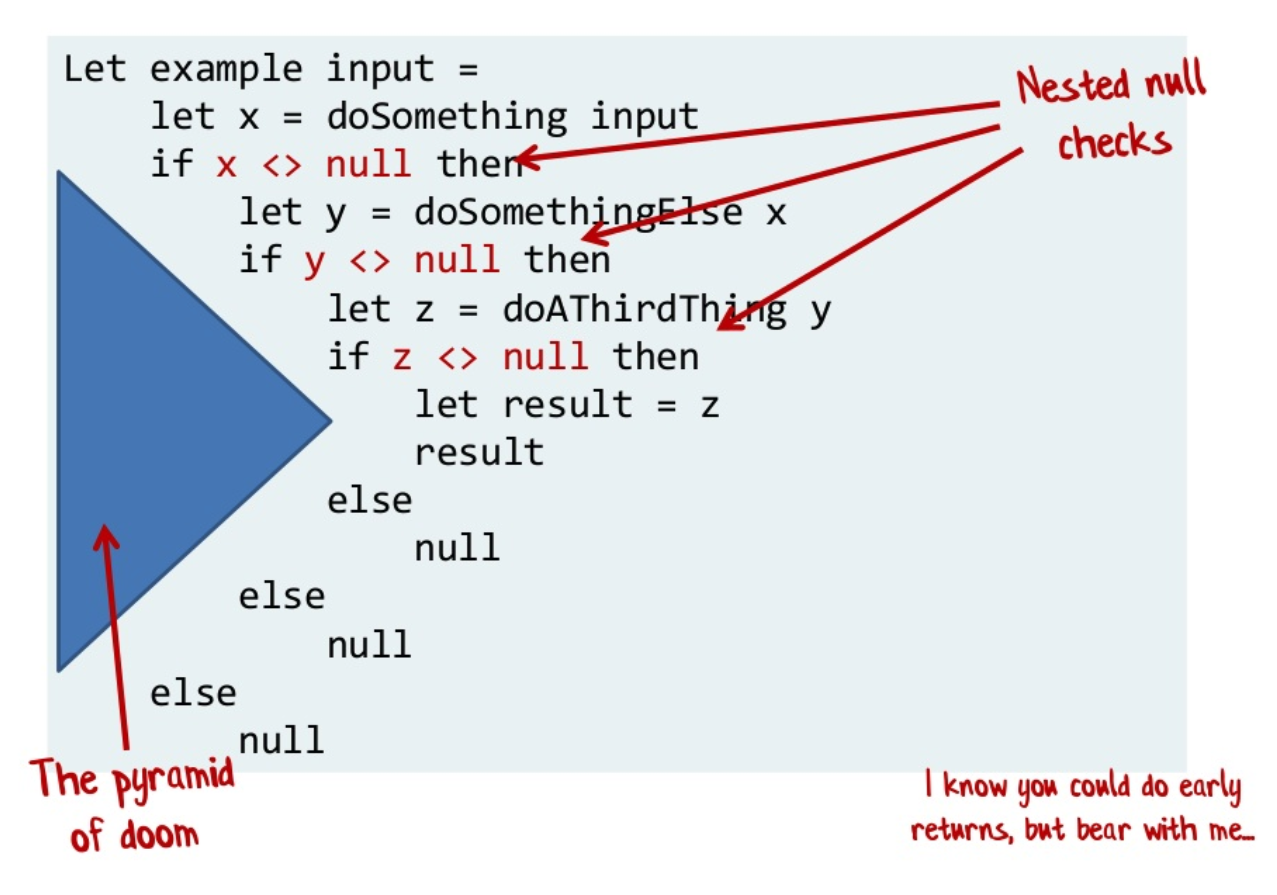 Let example input =
let x = doSomething input
if x <> null then
let y = doSomethingElse x
if y <> null then
let z = doAThirdThing y
if z <> null then
let result = z
result
else
null
else
null
else
null
Nested null
checks
The pyramid
of doom
I know you could do early
returns, but bear with me...